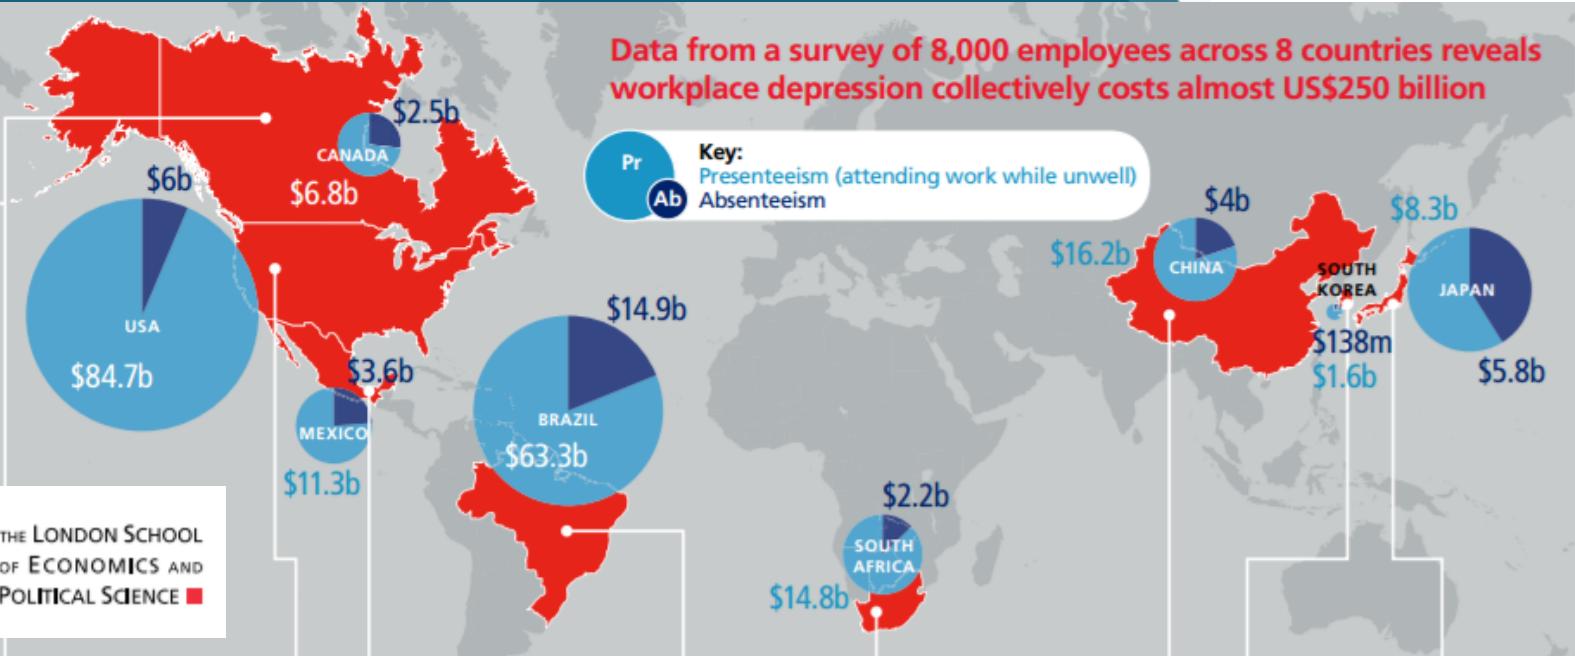 Data from a survey of 8,000 employees across 8 countries reveals
workplace depression collectively costs almost US$250 billion
Pr
Ab
Key:
Presenteeism (attending work while unwell)
Absenteeism
$2.5b
CANADA
$6.8b
$6b
USA
$84.7b
$3.6b
MEXICO
$11.3b
$14.9b
BRAZIL
$63.3b
$2.2b
SOUTH
AFRICA
$14.8b
$4b
$16.2b
CHINA
SOUTH
KOREA
$138m
$1.6b
$8.3b
JAPAN
$5.8b
THE LONDON SCHOOL
OF ECONOMICS AND
POLITICAL SCIENCE